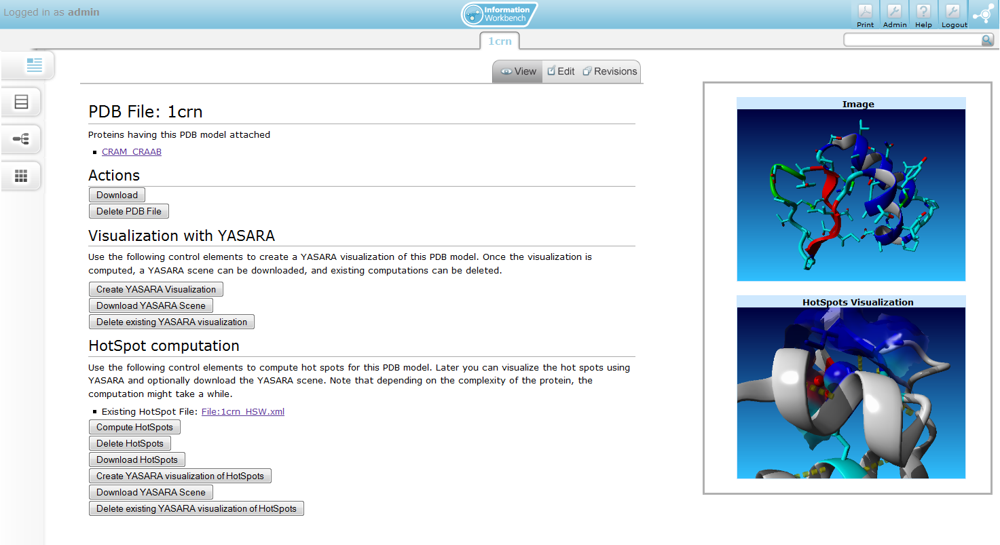 Logged in as admin
Information
Workbench
Print Admin Help Logout
1crn
View Edit Revisions
PDB File: 1crn
Proteins having this PDB model attached
CRAM_CRAAB
Actions
Download
Delete PDB File
Visualization with YASARA
Use the following control elements to create a YASARA visualization of this PDB model. Once the visualization is
computed, a YASARA scene can be downloaded, and existing computations can be deleted.
Create YASARA Visualization
Download YASARA Scene
Delete existing YASARA visualization
HotSpot computation
Use the following control elements to compute hot spots for this PDB model. Later you can visualize the hot spots using
YASARA and optionally download the YASARA scene. Note that depending on the complexity of the protein, the
computation might take a while.
Existing HotSpot File: File:1crn_HSW.xml
Compute HotSpots
Delete HotSpots
Download HotSpots
Create YASARA visualization of HotSpots
Download YASARA Scene
Delete existing YASARA visualization of HotSpots
Image
HotSpots Visualization